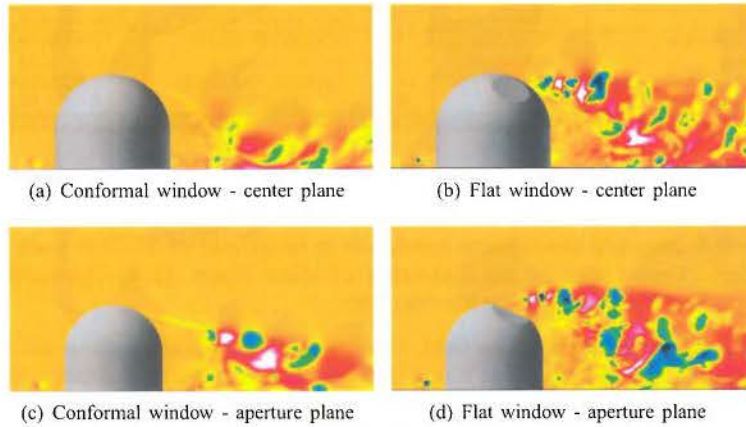 (a) Conformal window - center plane
(b) Flat window - center plane
(c) Conformal window - aperture plane
(d) Flat window - aperture plane